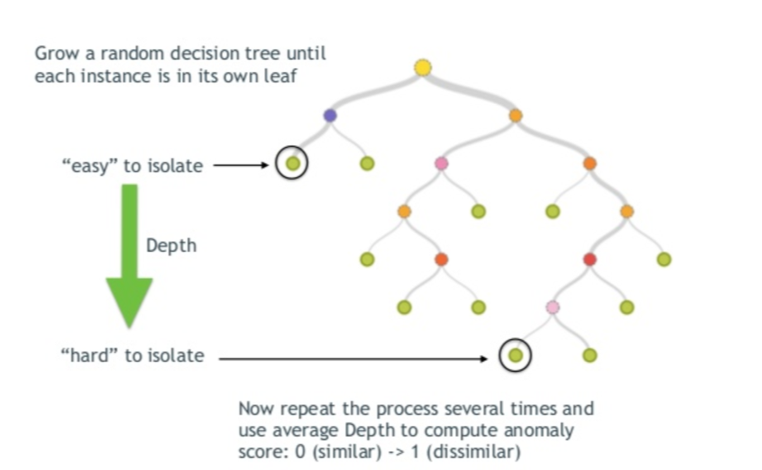 Grow a random decision tree until
each instance is in its own leaf
“easy” to isolate
Depth
“hard” to isolate
Now repeat the process several times and
use average Depth to compute anomaly
score: 0 (similar) -> 1 (dissimilar)